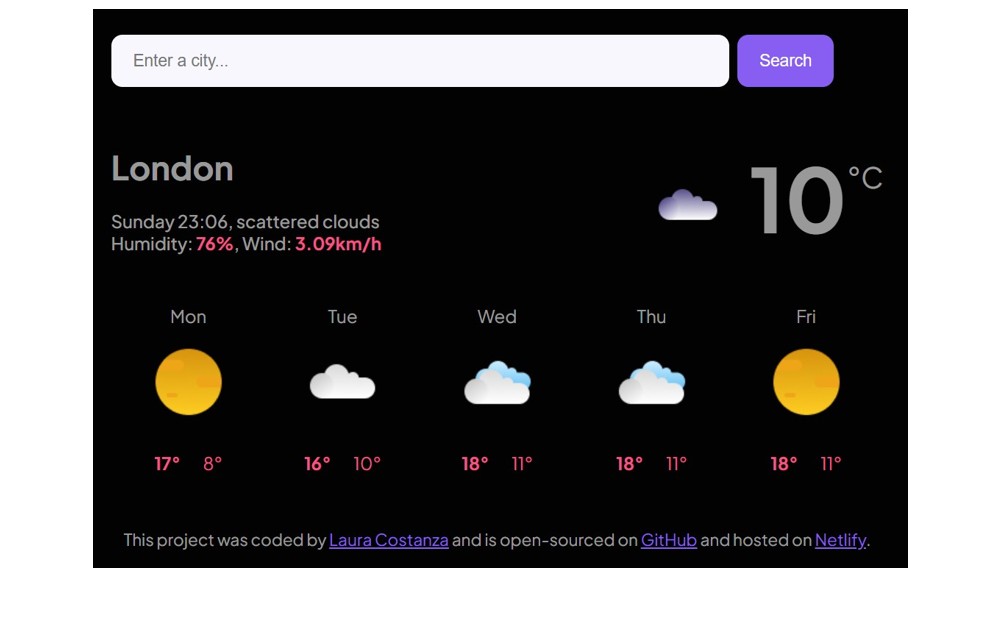 Enter a city...
Search
London
10 °C
Sunday 23:06, scattered clouds
Humidity: 76%, Wind: 3.09km/h
Mon Tue Wed Thu Fri
17° 8° 16° 10° 18° 11° 18° 11° 18° 11°
This project was coded by Laura Costanza and is open-sourced on GitHub and hosted on Netlify.